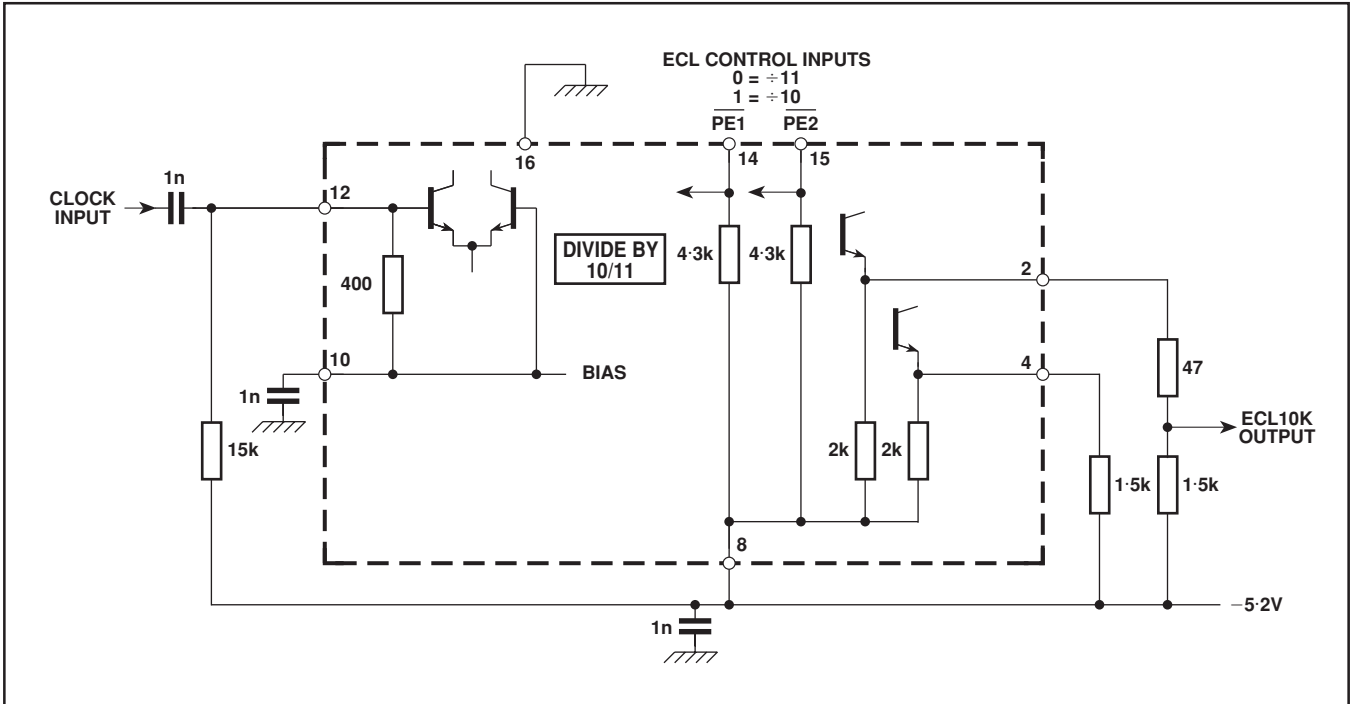 ECL CONTROL INPUTS
0 = ÷11
1 = ÷10
PE1
PE2
16
14
15
1n
CLOCK
INPUT
12
DIVIDE BY
10/11
4·3k
4·3k
400
2
10
BIAS
4
47
1n
ECL10K
OUTPUT
15k
2k
2k
1·5k
1·5k
8
−5·2V
1n